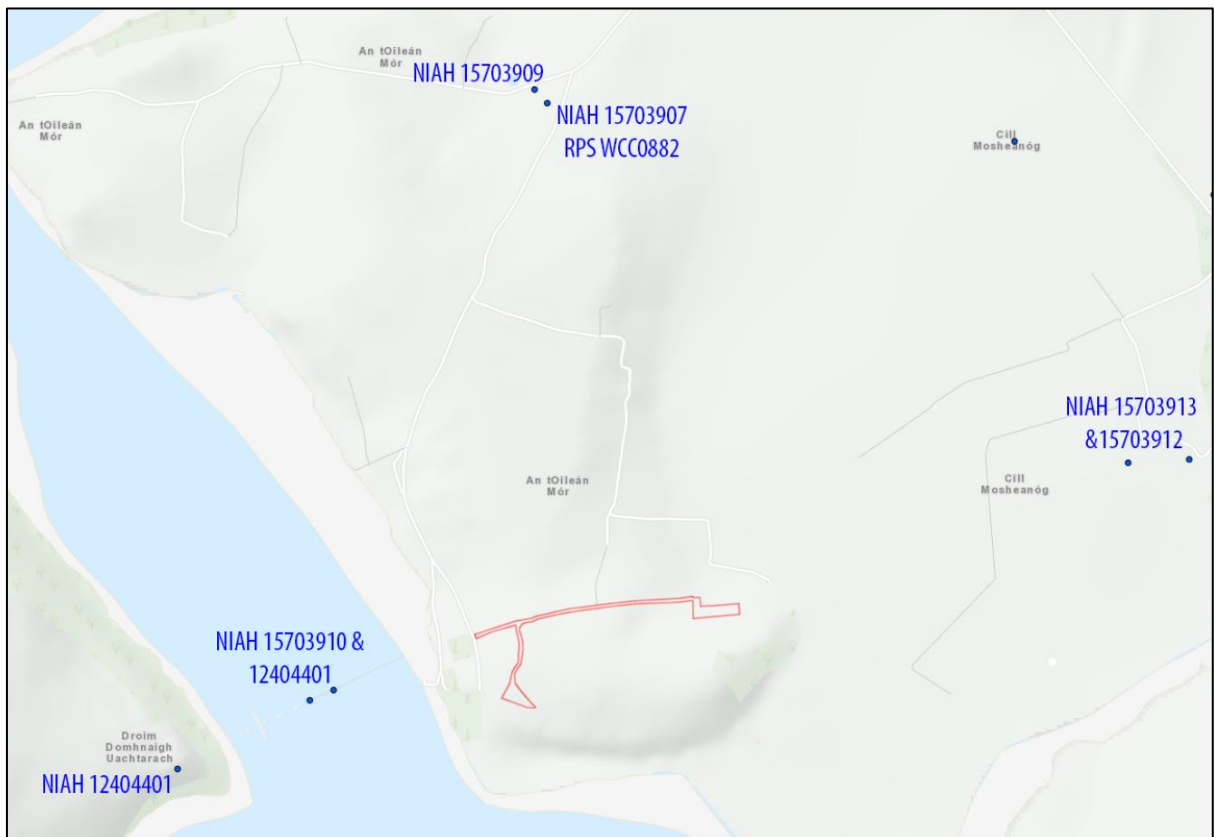 An tOileán
Mór
NIAH 15703909
NIAH 15703907
RPS WCC0882
An tOileán
Mór
Cill
Mosheanóg
NIAH 15703913
&15703912
An tOileán
Mór
Cill
Mosheanóg
NIAH 15703910 &
12404401
Droim
Domhnaigh
Uachtarach
NIAH 12404401